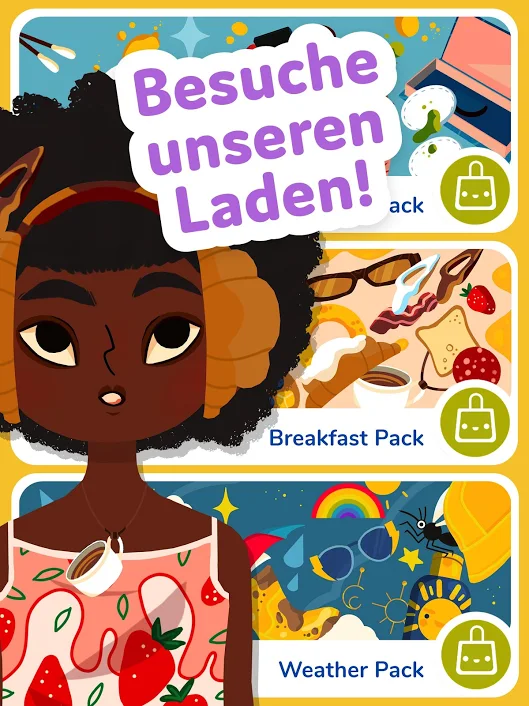 Besuche
unseren
Laden!
ack
Breakfast Pack
Weather Pack